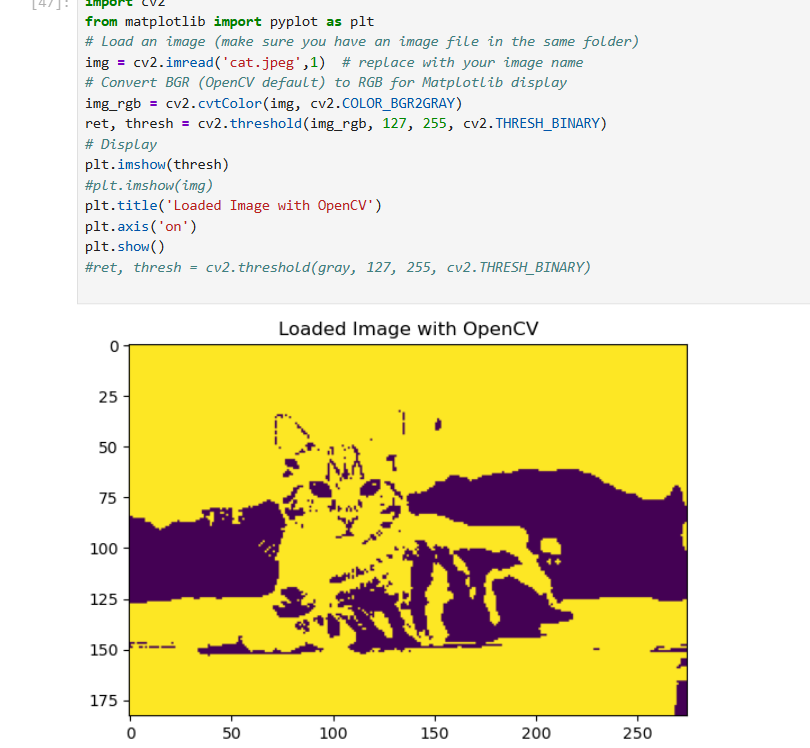 [47]: import cv2
from matplotlib import pyplot as plt
# Load an image (make sure you have an image file in the same folder)
img = cv2.imread('cat.jpeg',1)  # replace with your image name
# Convert BGR (OpenCV default) to RGB for Matplotlib display
img_rgb = cv2.cvtColor(img, cv2.COLOR_BGR2GRAY)
ret, thresh = cv2.threshold(img_rgb, 127, 255, cv2.THRESH_BINARY)
# Display
plt.imshow(thresh)
#plt.imshow(img)
plt.title('Loaded Image with OpenCV')
plt.axis('on')
plt.show()
#ret, thresh = cv2.threshold(gray, 127, 255, cv2.THRESH_BINARY)
Loaded Image with OpenCV
0
25
50
75
100
125
150
175
0 50 100 150 200 250